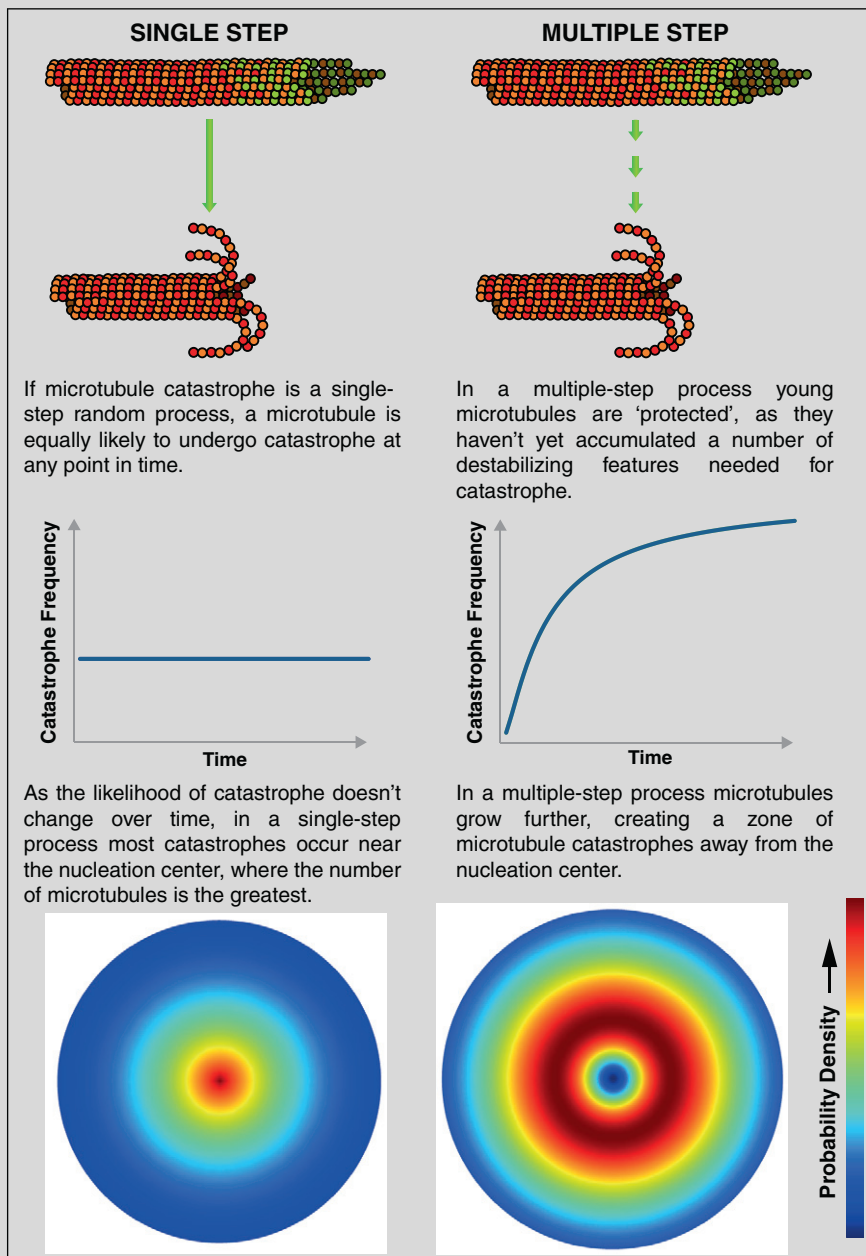 SINGLE STEP
If microtubule catastrophe is a single-
step random process, a microtubule is
equally likely to undergo catastrophe at
any point in time.
Catastrophe Frequency
Time
As the likelihood of catastrophe doesn't
change over time, in a single-step
process most catastrophes occur near
the nucleation center, where the number
of microtubules is the greatest.
MULTIPLE STEP
In a multiple-step process young
microtubules are 'protected', as they
haven't yet accumulated a number of
destabilizing features needed for
catastrophe.
Catastrophe Frequency
Time
In a multiple-step process microtubules
grow further, creating a zone of
microtubule catastrophes away from the
nucleation center.
Probability Density